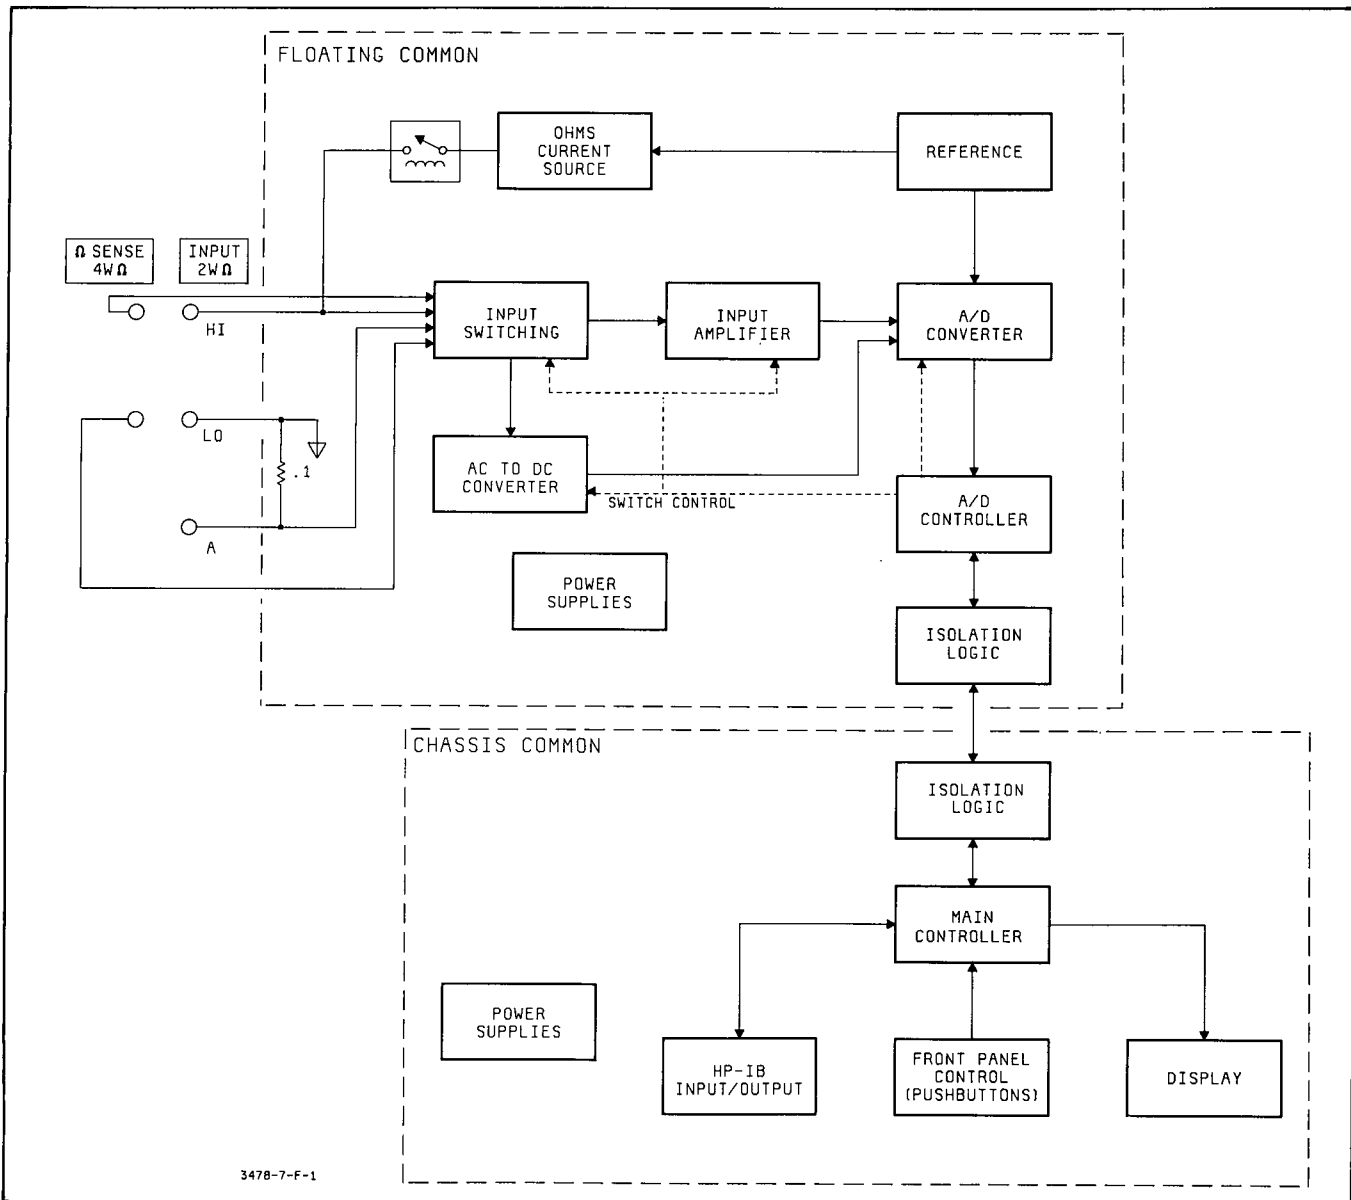 FLOATING COMMON
OHMS
CURRENT
SOURCE
REFERENCE
Ω SENSE
4WΩ
INPUT
2WΩ
HI
INPUT
SWITCHING
INPUT
AMPLIFIER
A/D
CONVERTER
LO
.1
A
AC TO DC
CONVERTER
SWITCH CONTROL
A/D
CONTROLLER
POWER
SUPPLIES
ISOLATION
LOGIC
CHASSIS COMMON
ISOLATION
LOGIC
MAIN
CONTROLLER
POWER
SUPPLIES
HP-IB
INPUT/OUTPUT
FRONT PANEL
CONTROL
(PUSHBUTTONS)
DISPLAY
3478-7-F-1